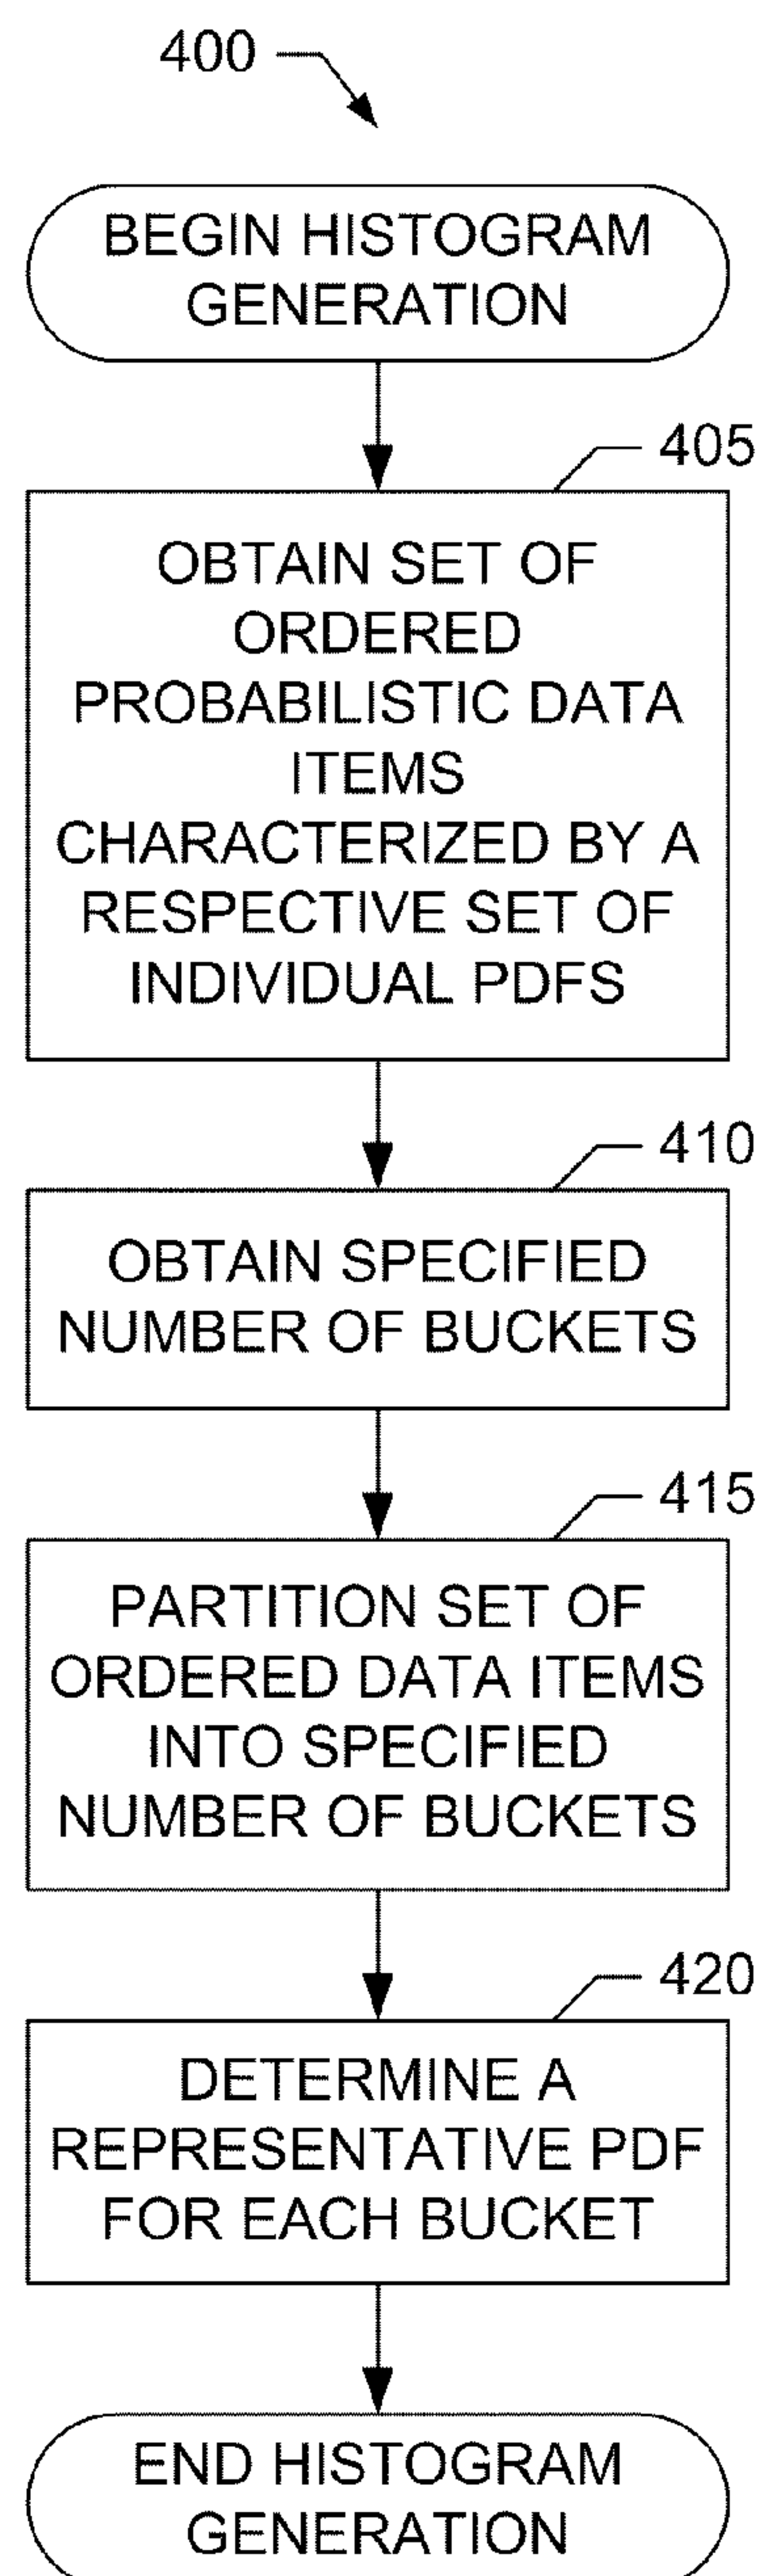 400
BEGIN HISTOGRAM
GENERATION
405
OBTAIN SET OF
ORDERED
PROBABILISTIC DATA
ITEMS
CHARACTERIZED BY A
RESPECTIVE SET OF
INDIVIDUAL PDFS
410
OBTAIN SPECIFIED
NUMBER OF BUCKETS
415
PARTITION SET OF
ORDERED DATA ITEMS
INTO SPECIFIED
NUMBER OF BUCKETS
420
DETERMINE A
REPRESENTATIVE PDF
FOR EACH BUCKET
END HISTOGRAM
GENERATION